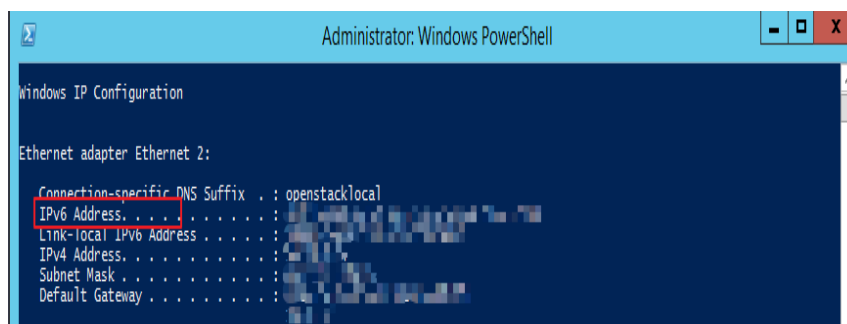 Administrator: Windows PowerShell
Windows IP Configuration
Ethernet adapter Ethernet 2:
Connection-specific DNS Suffix . : openstacklocal
IPv6 Address. . . . . . . . . . . :
Link-local IPv6 Address . . . . . :
IPv4 Address. . . . . . . . . . . :
Subnet Mask . . . . . . . . . . . :
Default Gateway . . . . . . . . . :